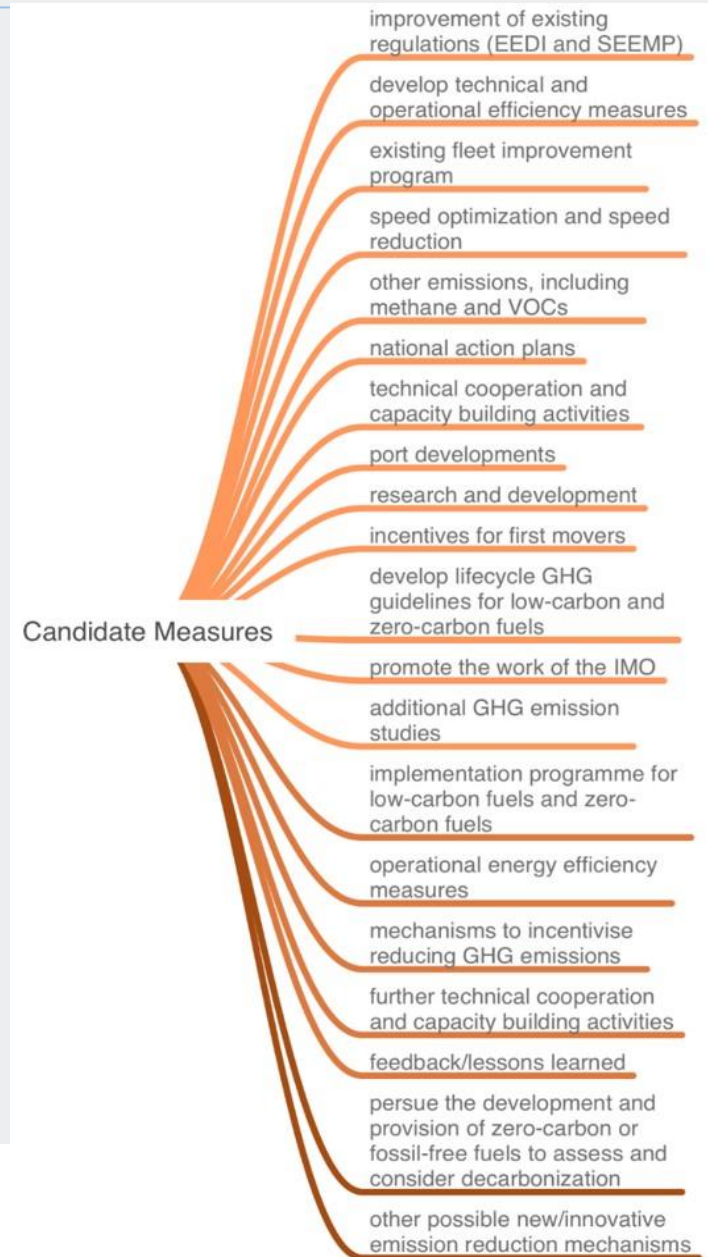 improvement of existing
regulations (EEDI and SEEMP)
develop technical and
operational efficiency measures
existing fleet improvement
program
speed optimization and speed
reduction
other emissions, including
methane and VOCs
national action plans
technical cooperation and
capacity building activities
port developments
research and development
incentives for first movers
develop lifecycle GHG
guidelines for low-carbon and
zero-carbon fuels
Candidate Measures
promote the work of the IMO
additional GHG emission
studies
implementation programme for
low-carbon fuels and zero-
carbon fuels
operational energy efficiency
measures
mechanisms to incentivise
reducing GHG emissions
further technical cooperation
and capacity building activities
feedback/lessons learned
persue the development and
provision of zero-carbon or
fossil-free fuels to assess and
consider decarbonization
other possible new/innovative
emission reduction mechanisms